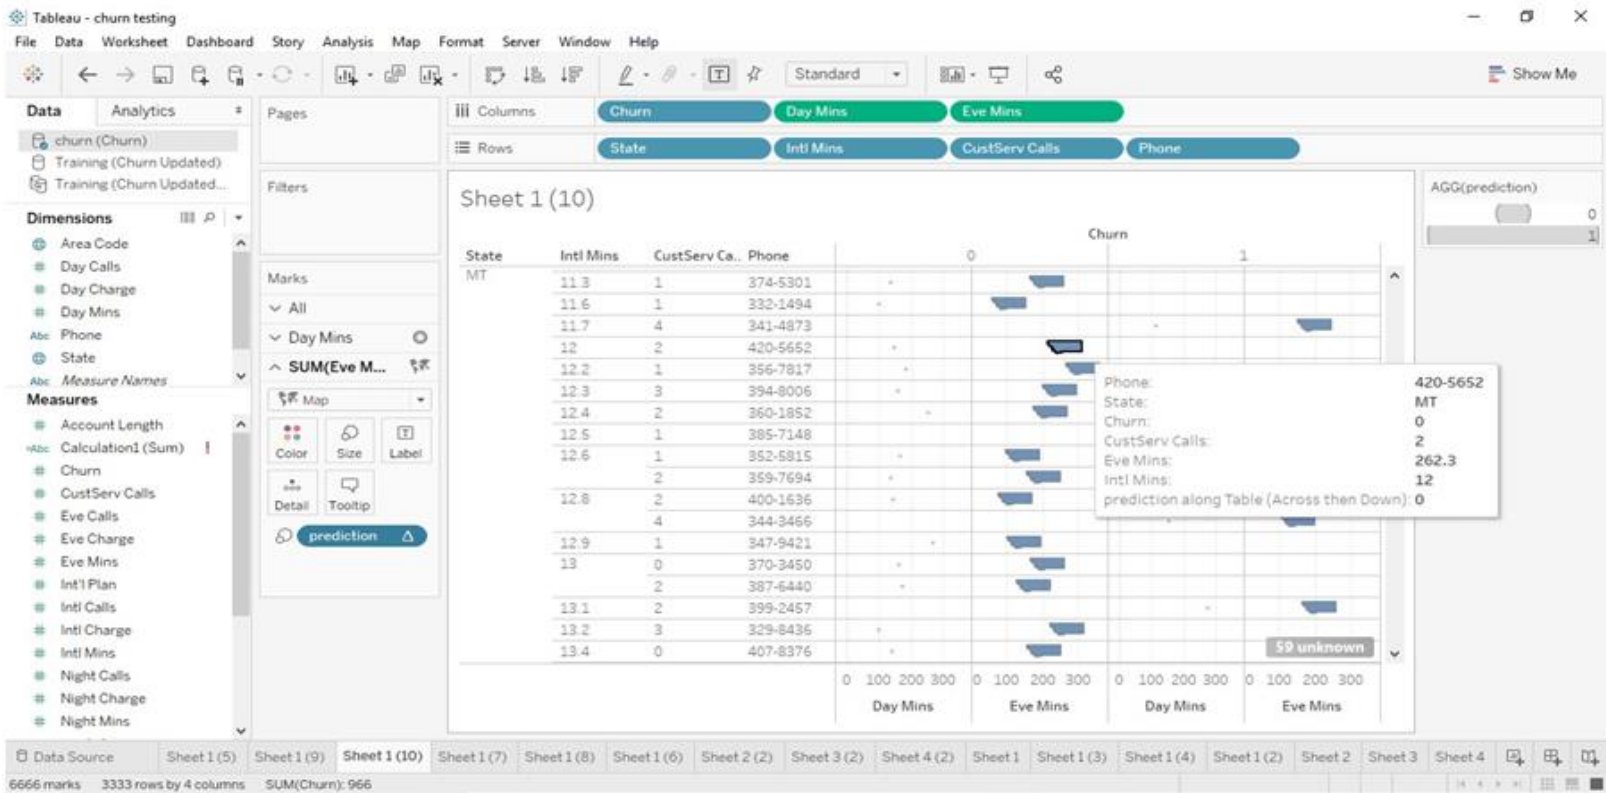 Tableau - churn testing
File Data Worksheet Dashboard Story Analysis Map Format Server Window Help
Standard
Show Me
Data Analytics
churn (Churn)
Training (Churn Updated)
Training (Churn Updated...
Dimensions
Area Code
Day Calls
Day Charge
Day Mins
Abc Phone
State
Abc Measure Names
Measures
Account Length
=Abc Calculation1 (Sum) !
Churn
CustServ Calls
Eve Calls
Eve Charge
Eve Mins
Int'l Plan
Intl Calls
Intl Charge
Intl Mins
Night Calls
Night Charge
Night Mins
Pages
Filters
Marks
All
Day Mins
SUM(Eve M...
Map
Color Size Label
Detail Tooltip
prediction Δ
Columns Churn Day Mins Eve Mins
Rows State Intl Mins CustServ Calls Phone
Sheet 1 (10)
Churn
State Intl Mins CustServ Ca.. Phone 0 1
MT 11.3 1 374-5301
11.6 1 332-1494
11.7 4 341-4873
12 2 420-5652
12.2 1 356-7817
12.3 3 394-8006
12.4 2 360-1852
12.5 1 385-7148
12.6 1 352-5815
2 359-7694
12.8 2 400-1636
4 344-3466
12.9 1 347-9421
13 0 370-3450
2 387-6440
13.1 2 399-2457
13.2 3 329-8436
13.4 0 407-8376
59 unknown
0 100 200 300 0 100 200 300 0 100 200 300 0 100 200 300
Day Mins Eve Mins Day Mins Eve Mins
Phone: 420-5652
State: MT
Churn: 0
CustServ Calls: 2
Eve Mins: 262.3
Intl Mins: 12
prediction along Table (Across then Down): 0
AGG(prediction)
0
1
Data Source Sheet 1 (5) Sheet 1 (9) Sheet 1 (10) Sheet 1 (7) Sheet 1 (8) Sheet 1 (6) Sheet 2 (2) Sheet 3 (2) Sheet 4 (2) Sheet 1 Sheet 1 (3) Sheet 1 (4) Sheet 1 (2) Sheet 2 Sheet 3 Sheet 4
6666 marks 3333 rows by 4 columns SUM(Churn): 966